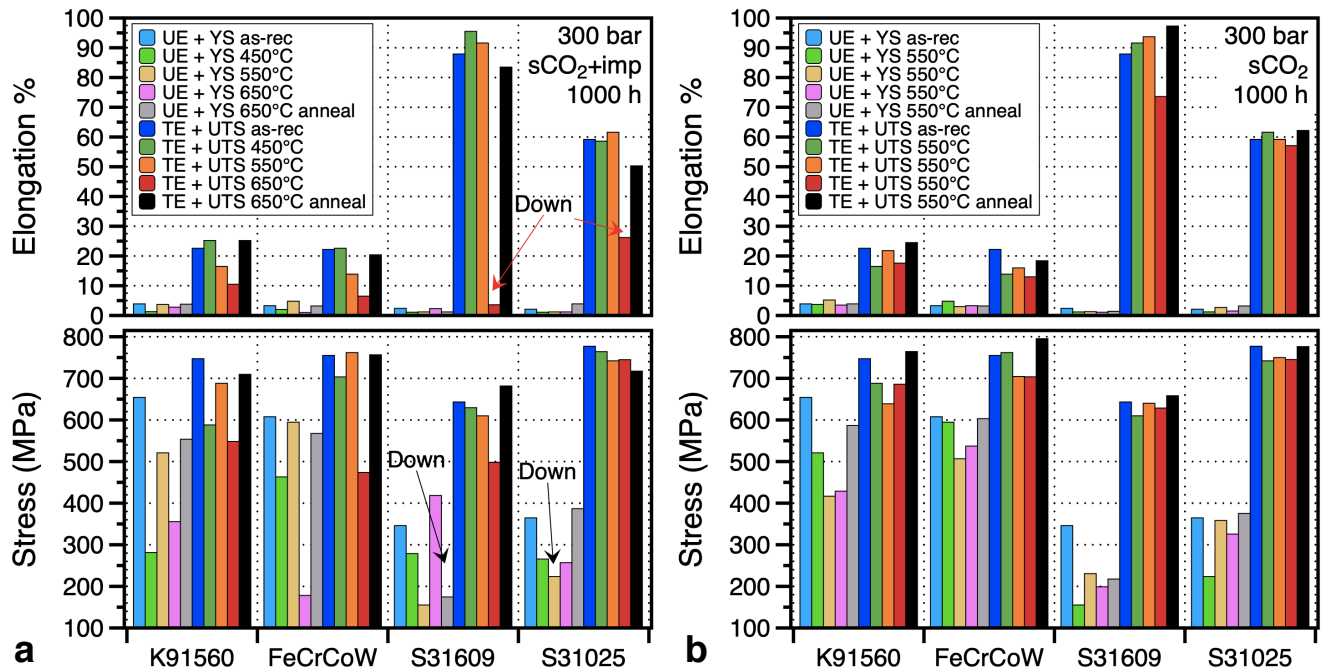 Elongation %
100
90
80
70
60
50
40
30
20
10
0
UE + YS as-rec
UE + YS 450°C
UE + YS 550°C
UE + YS 650°C
UE + YS 650°C anneal
TE + UTS as-rec
TE + UTS 450°C
TE + UTS 550°C
TE + UTS 650°C
TE + UTS 650°C anneal
300 bar
sCO₂+imp
1000 h
Down
Stress (MPa)
800
700
600
500
400
300
200
100
Down
Down
K91560 FeCrCoW S31609 S31025
a
Elongation %
100
90
80
70
60
50
40
30
20
10
0
UE + YS as-rec
UE + YS 550°C
UE + YS 550°C
UE + YS 550°C
UE + YS 550°C anneal
TE + UTS as-rec
TE + UTS 550°C
TE + UTS 550°C
TE + UTS 550°C
TE + UTS 550°C anneal
300 bar
sCO₂
1000 h
Stress (MPa)
800
700
600
500
400
300
200
100
K91560 FeCrCoW S31609 S31025
b